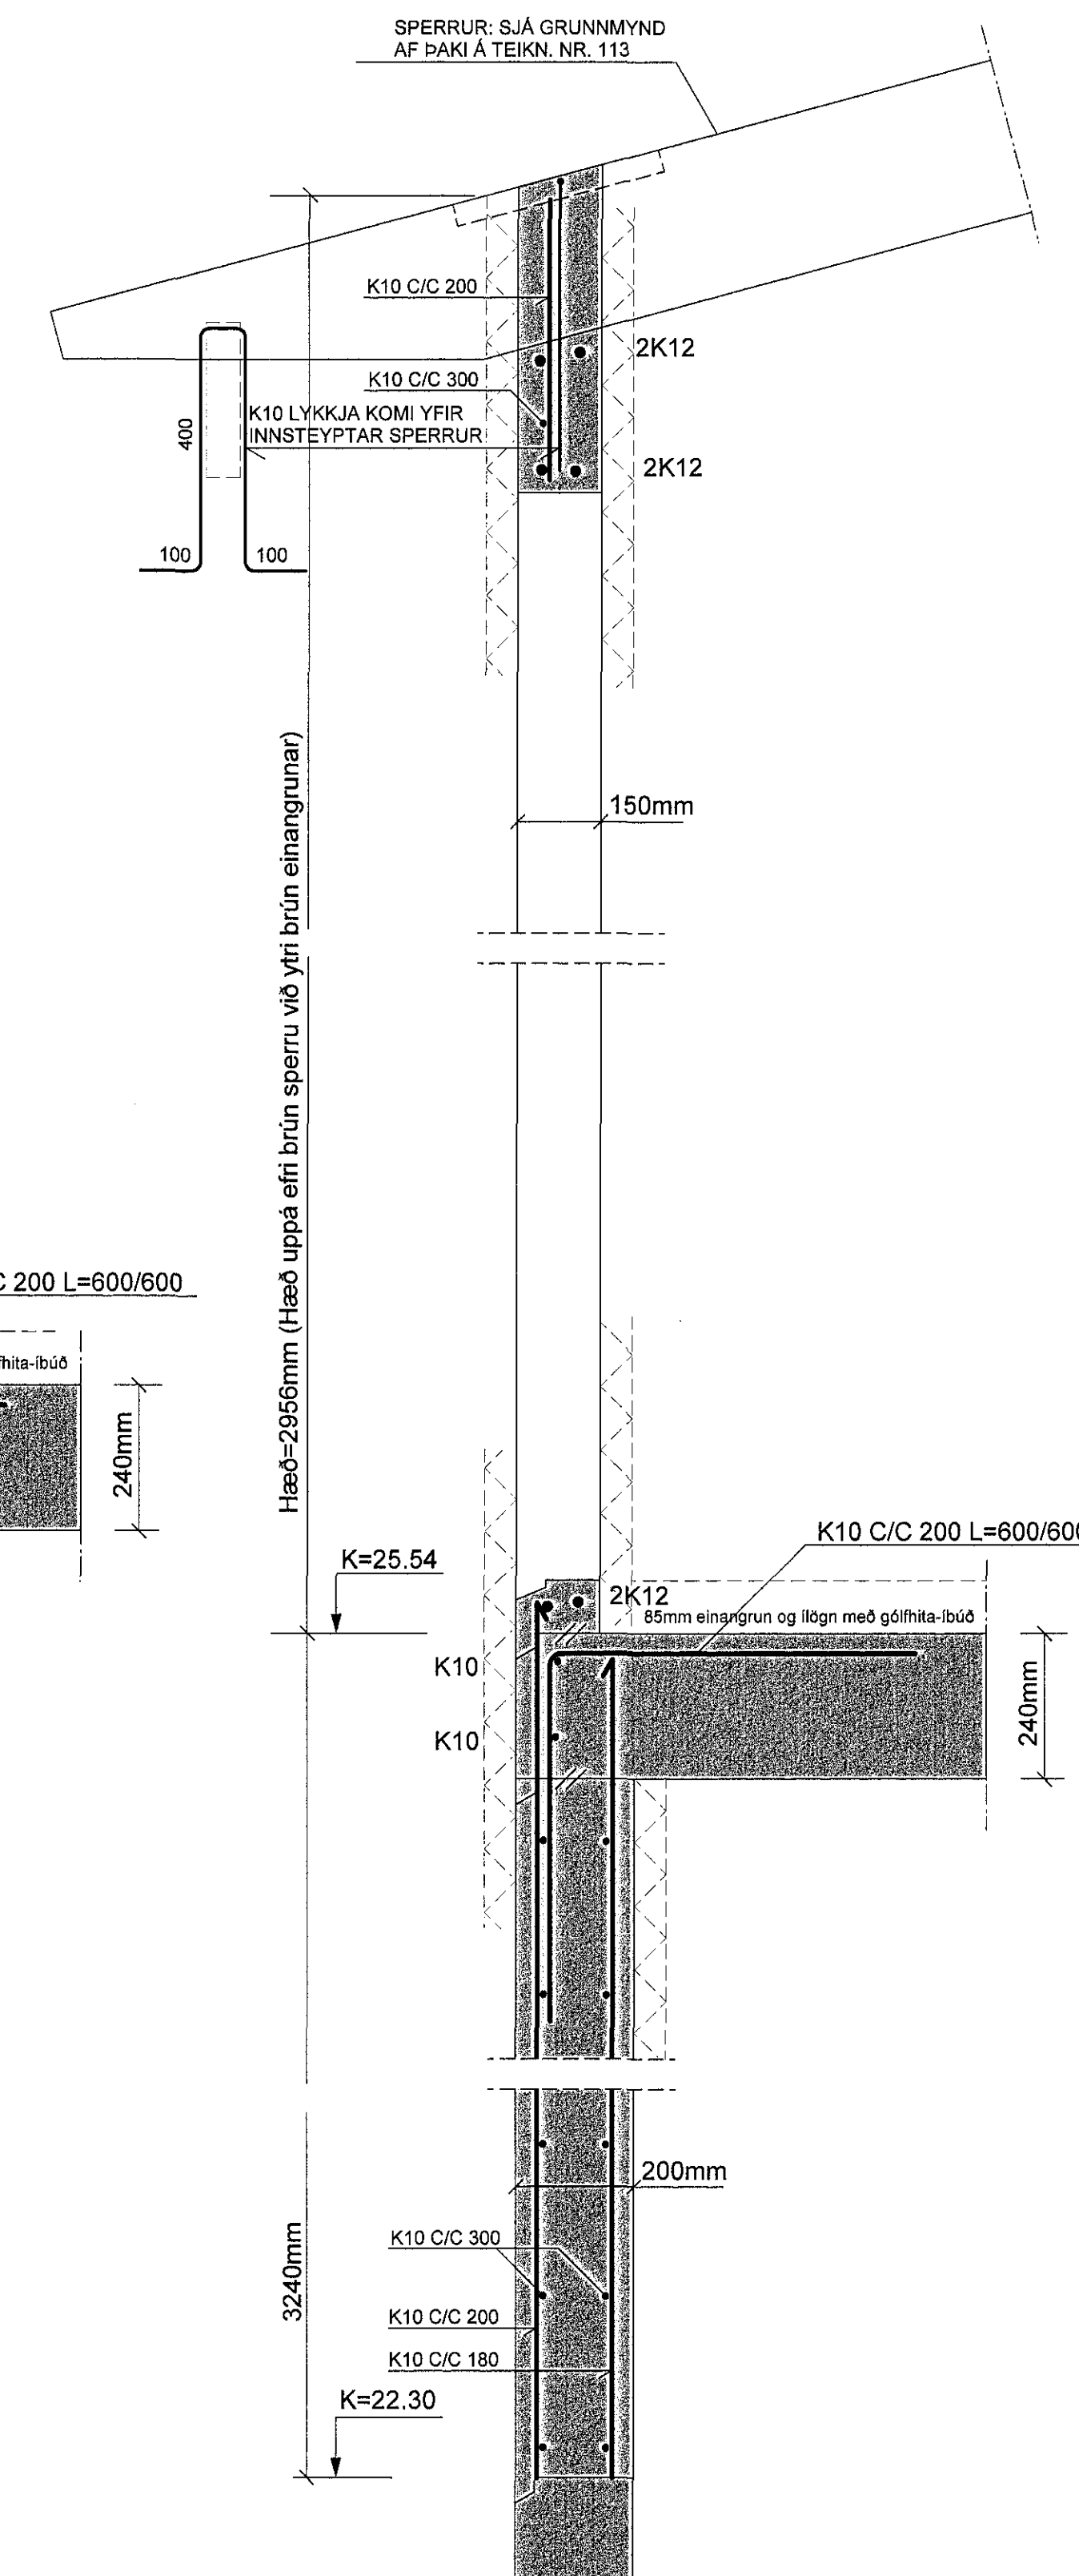 SPERRUR: SJÁ GRUNNMYND
AF ÞAKI Á TEIKN. NR. 113
K10 C/C 200
2K12
K10 C/C 300
K10 LYKKJA KOMI YFIR
INNSTEYPTAR SPERRUR
400
2K12
100
100
Hæð=2956mm (Hæð uppá efri brún sperru við ytri brún einangrunar)
150mm
C 200 L=600/600
fhita-íbúð
240mm
K10 C/C 200 L=600/600
K=25.54
2K12
85mm einangrun og ílögn með gólfhita-íbúð
K10
K10
240mm
200mm
K10 C/C 300
3240mm
K10 C/C 200
K10 C/C 180
K=22.30